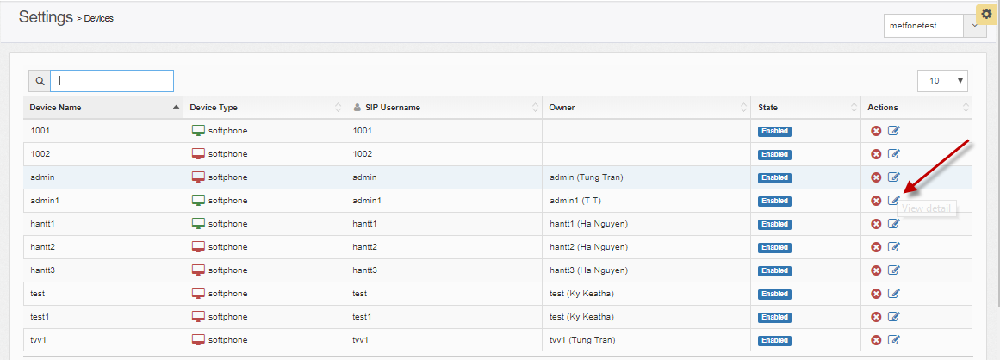 Settings > Devices
metfonetest
10
Device Name Device Type SIP Username Owner State Actions
1001 softphone 1001 Enabled
1002 softphone 1002 Enabled
admin softphone admin admin (Tung Tran) Enabled
admin1 softphone admin1 admin1 (T T) Enabled
View detail
hantt1 softphone hantt1 hantt1 (Ha Nguyen) Enabled
hantt2 softphone hantt2 hantt2 (Ha Nguyen) Enabled
hantt3 softphone hantt3 hantt3 (Ha Nguyen) Enabled
test softphone test test (Ky Keatha) Enabled
test1 softphone test1 test (Ky Keatha) Enabled
tvv1 softphone tvv1 tvv1 (Tung Tran) Enabled